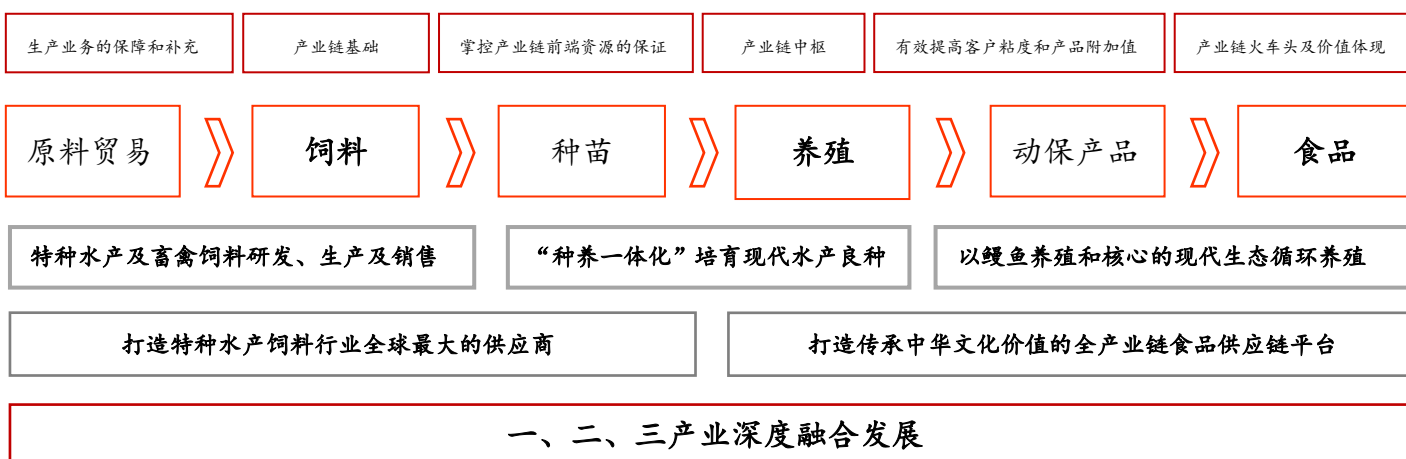 生产业务的保障和补充
产业链基础
掌控产业链前端资源的保证
产业链中枢
有效提高客户粘度和产品附加值
产业链火车头及价值体现
原料贸易
饲料
种苗
养殖
动保产品
食品
特种水产及畜禽饲料研发、生产及销售
“种养一体化”培育现代水产良种
以鳗鱼养殖和核心的现代生态循环养殖
打造特种水产饲料行业全球最大的供应商
打造传承中华文化价值的全产业链食品供应链平台
一、二、三产业深度融合发展